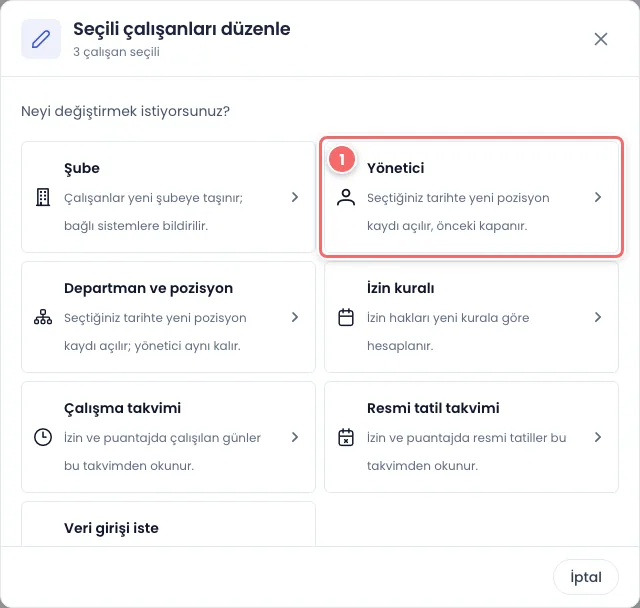 Seçili çalışanları düzenle
3 çalışan seçili
Neyi değiştirmek istiyorsunuz?
Şube
Çalışanlar yeni şubeye taşınır;
bağlı sistemlere bildirilir.
1
Yönetici
Seçtiğiniz tarihte yeni pozisyon
kaydı açılır, önceki kapanır.
Departman ve pozisyon
Seçtiğiniz tarihte yeni pozisyon
kaydı açılır; yönetici aynı kalır.
İzin kuralı
İzin hakları yeni kurala göre
hesaplanır.
Çalışma takvimi
İzin ve puantajda çalışılan günler
bu takvimden okunur.
Resmi tatil takvimi
İzin ve puantajda resmi tatiller bu
takvimden okunur.
Veri girişi iste
İptal